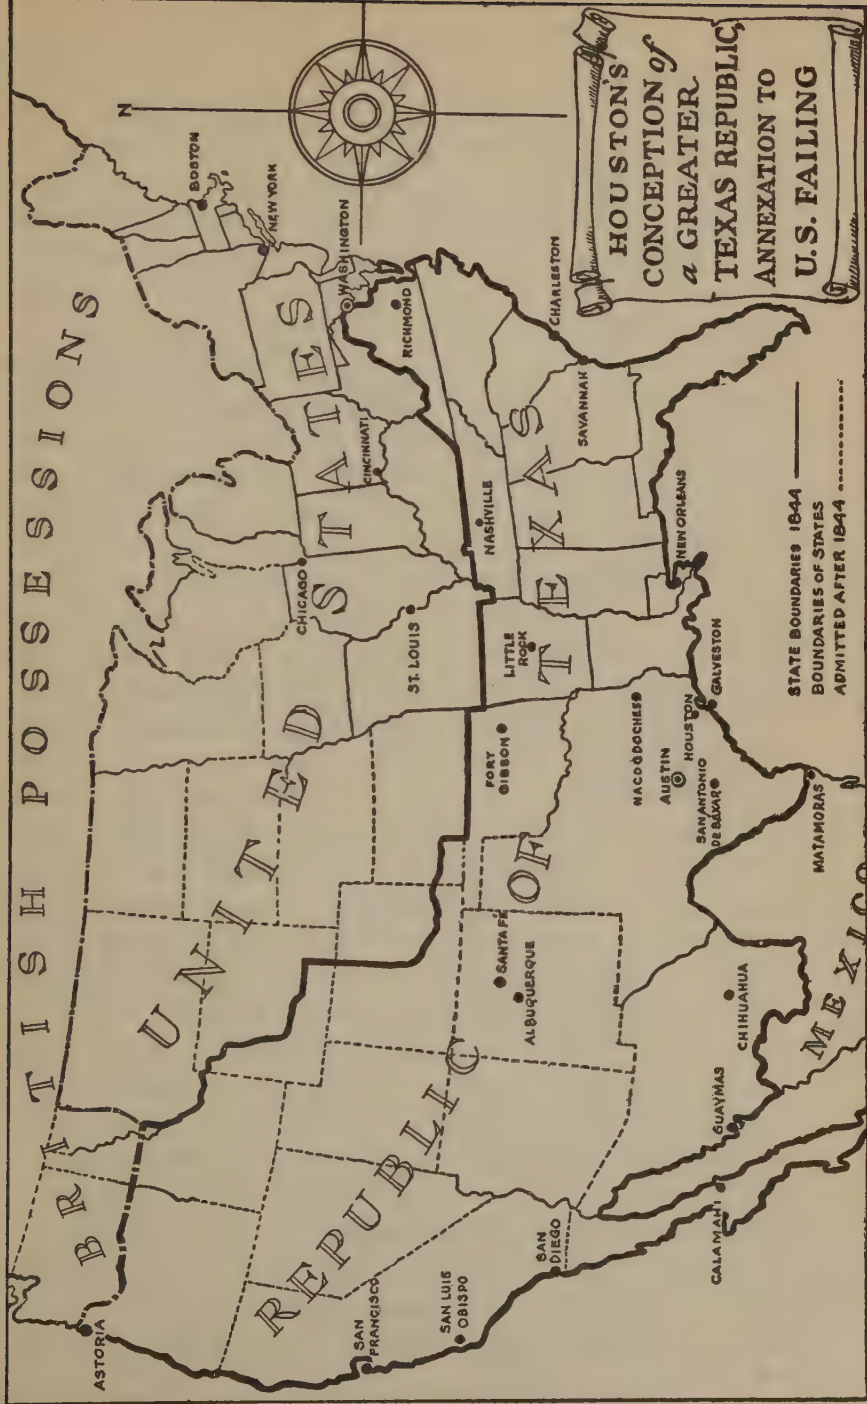 BRITISH POSSESSIONS
UNITED STATES
REPUBLIC OF TEXAS
MEXICO
N
BOSTON
NEW YORK
WASHINGTON
RICHMOND
CHARLESTON
SAVANNAH
CINCINNATI
CHICAGO
ST. LOUIS
NASHVILLE
NEW ORLEANS
LITTLE
ROCK
FORT
GIBSON
NACOGDOCHES
HOUSTON
GALVESTON
AUSTIN
SAN ANTONIO
DE BAXAR
MATAMORAS
SANTA FE
ALBUQUERQUE
CHIHUAHUA
GUAYMAS
CALAMAHI
SAN
DIEGO
SAN LUIS
OBISPO
SAN
FRANCISCO
ASTORIA
HOUSTON'S
CONCEPTION of
a GREATER
TEXAS REPUBLIC,
ANNEXATION TO
U.S. FAILING
STATE BOUNDARIES 1844
BOUNDARIES OF STATES
ADMITTED AFTER 1844